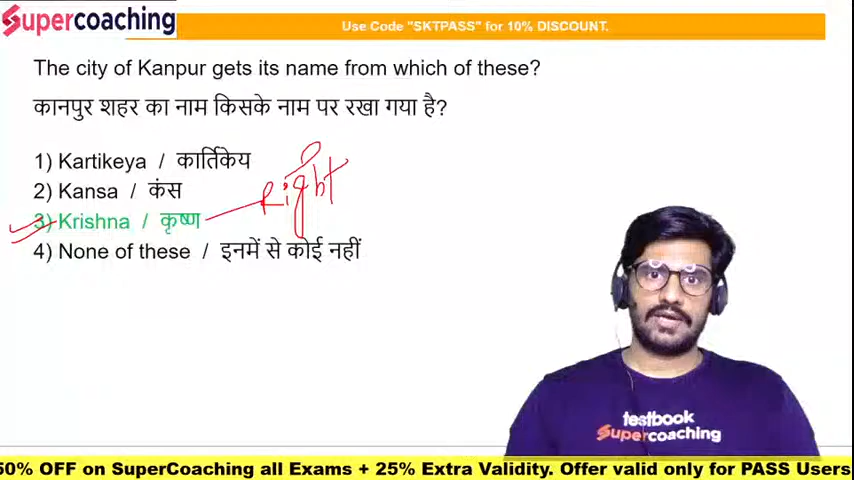 Supercoaching
Use Code "SKTPASS" for 10% DISCOUNT.
The city of Kanpur gets its name from which of these?
कानपुर शहर का नाम किसके नाम पर रखा गया है?
1) Kartikeya / कार्तिकेय
2) Kansa / कंस
Right
3) Krishna / कृष्ण
4) None of these / इनमें से कोई नहीं
testbook
Supercoaching
50% OFF on SuperCoaching all Exams + 25% Extra Validity. Offer valid only for PASS Users